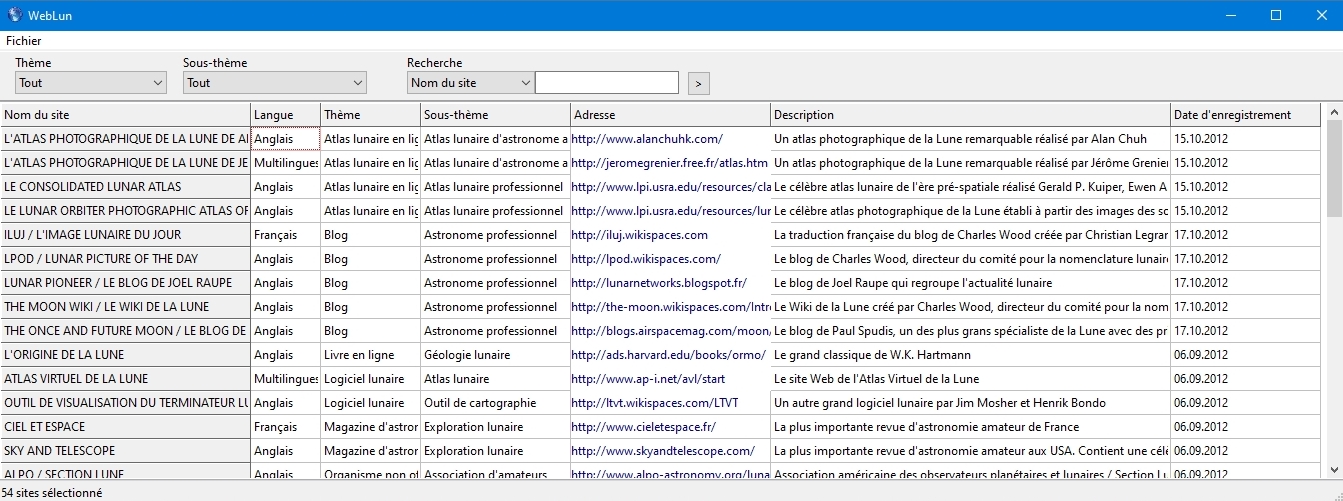 WebLun
Fichier
Thème Sous-thème Recherche
Tout Tout Nom du site >
Nom du site Langue Thème Sous-thème Adresse Description Date d'enregistrement
L'ATLAS PHOTOGRAPHIQUE DE LA LUNE DE Al Anglais Atlas lunaire en lig Atlas lunaire d'astronome a http://www.alanchuhk.com/ Un atlas photographique de la Lune remarquable réalisé par Alan Chuh 15.10.2012
L'ATLAS PHOTOGRAPHIQUE DE LA LUNE DE JE Multilingues Atlas lunaire en lig Atlas lunaire d'astronome a http://jeromegrenier.free.fr/atlas.htm Un atlas photographique de la Lune remarquable réalisé par Jérôme Grenier 15.10.2012
LE CONSOLIDATED LUNAR ATLAS Anglais Atlas lunaire en lig Atlas lunaire professionnel http://www.lpi.usra.edu/resources/cla Le célèbre atlas lunaire de l'ère pré-spatiale réalisé Gerald P. Kuiper, Ewen A 15.10.2012
LE LUNAR ORBITER PHOTOGRAPHIC ATLAS OF Anglais Atlas lunaire en lig Atlas lunaire professionnel http://www.lpi.usra.edu/resources/lur Le célèbre atlas photographique de la Lune établi à partir des images des so 15.10.2012
ILUJ / L'IMAGE LUNAIRE DU JOUR Français Blog Astronome professionnel http://iluj.wikispaces.com La traduction française du blog de Charles Wood créée par Christian Legrar 17.10.2012
LPOD / LUNAR PICTURE OF THE DAY Anglais Blog Astronome professionnel http://lpod.wikispaces.com/ Le blog de Charles Wood, directeur du comité pour la nomenclature lunaire 17.10.2012
LUNAR PIONEER / LE BLOG DE JOEL RAUPE Anglais Blog Astronome professionnel http://lunarnetworks.blogspot.fr/ Le blog de Joel Raupe qui regroupe l'actualité lunaire 17.10.2012
THE MOON WIKI / LE WIKI DE LA LUNE Anglais Blog Astronome professionnel http://the-moon.wikispaces.com/Intro Le Wiki de la Lune créé par Charles Wood, directeur du comité pour la nom 17.10.2012
THE ONCE AND FUTURE MOON / LE BLOG DE Anglais Blog Astronome professionnel http://blogs.airspacemag.com/moon/ Le blog de Paul Spudis, un des plus grans spécialiste de la Lune avec des pr 17.10.2012
L'ORIGINE DE LA LUNE Anglais Livre en ligne Géologie lunaire http://ads.harvard.edu/books/ormo/ Le grand classique de W.K. Hartmann 06.09.2012
ATLAS VIRTUEL DE LA LUNE Multilingues Logiciel lunaire Atlas lunaire http://www.ap-i.net/avl/start Le site Web de l'Atlas Virtuel de la Lune 06.09.2012
OUTIL DE VISUALISATION DU TERMINATEUR LU Anglais Logiciel lunaire Outil de cartographie http://ltvt.wikispaces.com/LTVT Un autre grand logiciel lunaire par Jim Mosher et Henrik Bondo 06.09.2012
CIEL ET ESPACE Français Magazine d'astror Exploration lunaire http://www.cieletespace.fr/ La plus importante revue d'astronomie amateur de France 06.09.2012
SKY AND TELESCOPE Anglais Magazine d'astror Exploration lunaire http://www.skyandtelescope.com/ La plus importante revue d'astronomie amateur aux USA. Contient une célé 06.09.2012
ALPO / SECTION LUNE Anglais Organisme non of Association d'amateurs http://www.alpo-astronomy.org/luna Association américaine des observateurs planétaires et lunaires / Section Lu 06.09.2012
54 sites sélectionné